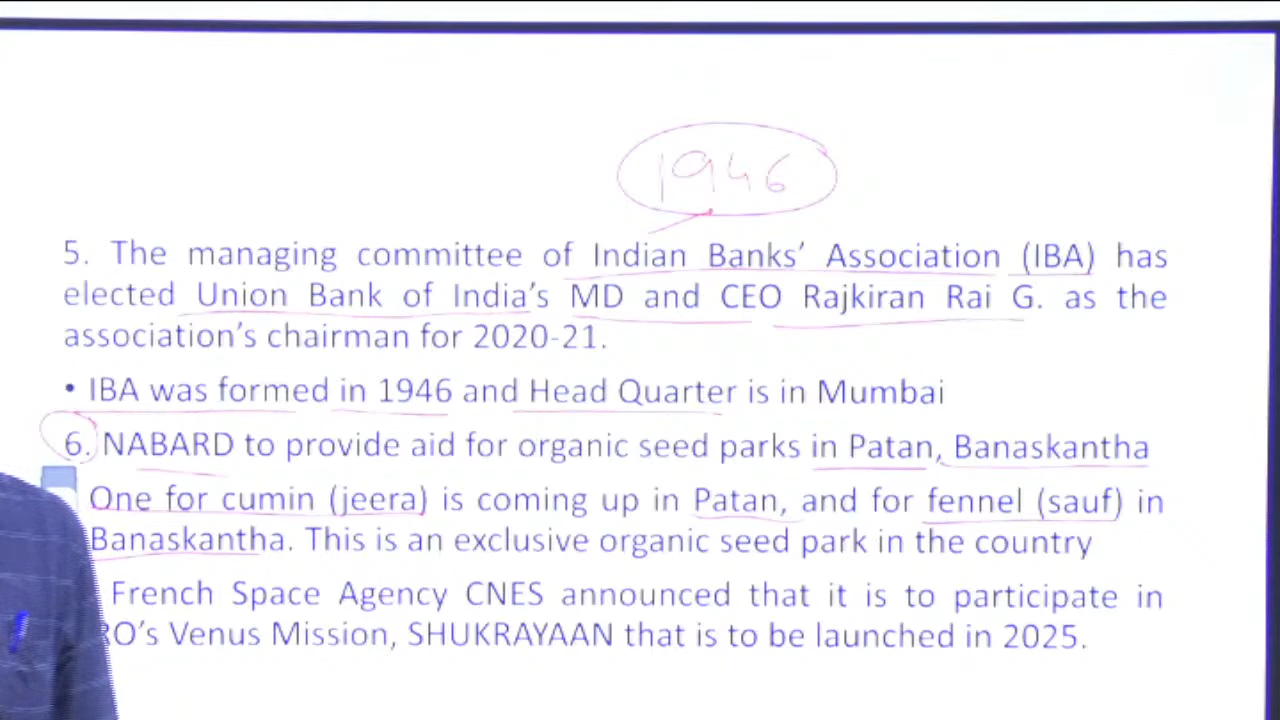 1946
5. The managing committee of Indian Banks' Association (IBA) has
elected Union Bank of India's MD and CEO Rajkiran Rai G. as the
association's chairman for 2020-21.
• IBA was formed in 1946 and Head Quarter is in Mumbai
6. NABARD to provide aid for organic seed parks in Patan, Banaskantha
One for cumin (jeera) is coming up in Patan, and for fennel (sauf) in
Banaskantha. This is an exclusive organic seed park in the country
French Space Agency CNES announced that it is to participate in
RO's Venus Mission, SHUKRAYAAN that is to be launched in 2025.